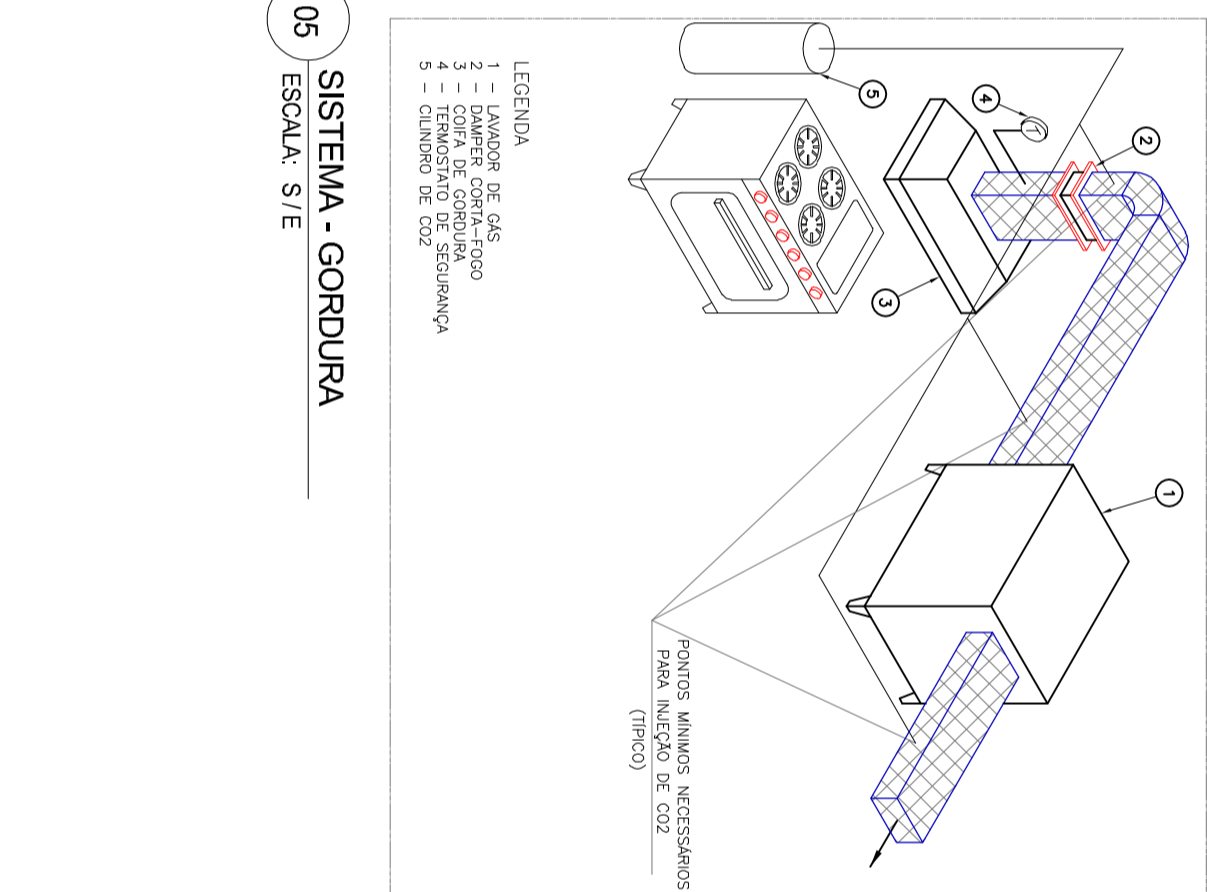 5
4
2
3
1
LEGENDA
1 - LAVADOR DE GÁS
2 - DAMPER CORTA-FOGO
3 - COIFA DE GORDURA
4 - TERMOSTATO DE SEGURANÇA
5 - CILINDRO DE CO2
PONTOS MÍNIMOS NECESSÁRIOS
PARA INJEÇÃO DE CO2
(TÍPICO)
05
SISTEMA - GORDURA
ESCALA: S/E